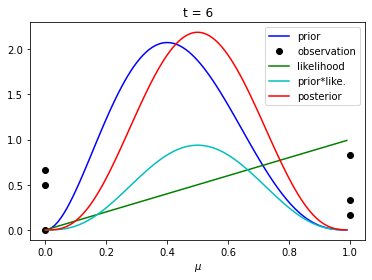 t = 6
prior
observation
likelihood
prior*like.
posterior
2.0
1.5
1.0
0.5
0.0
0.0 0.2 0.4 0.6 0.8 1.0
μ